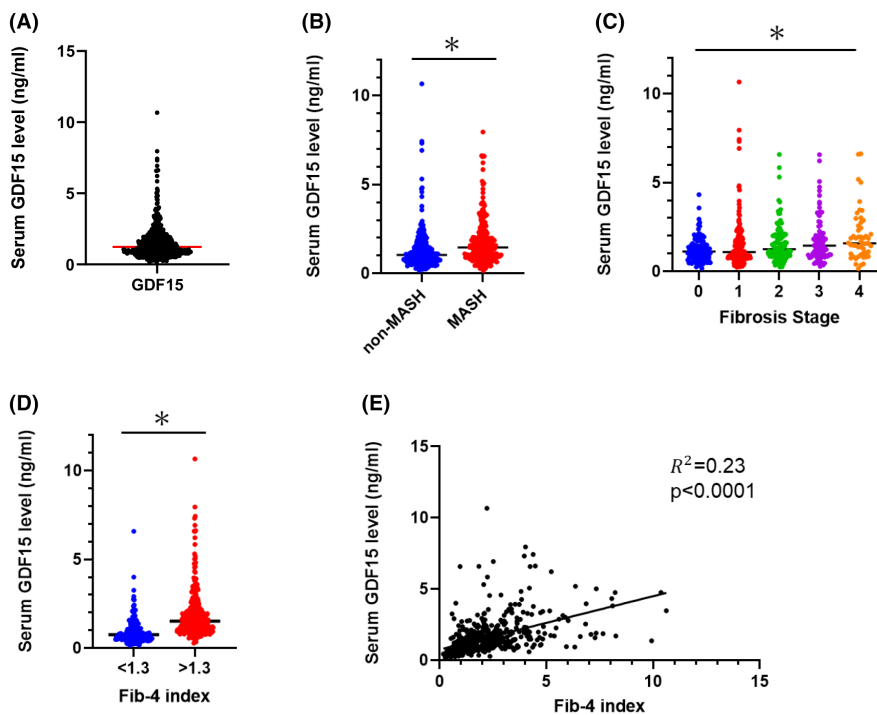 (A)
Serum GDF15 level (ng/ml)
15
10
5
0
GDF15
(B)
*
Serum GDF15 level (ng/ml)
10
5
0
non-MASH
MASH
(C)
*
Serum GDF15 level (ng/ml)
10
5
0
0 1 2 3 4
Fibrosis Stage
(D)
*
Serum GDF15 level (ng/ml)
10
5
0
<1.3 >1.3
Fib-4 index
(E)
Serum GDF15 level (ng/ml)
15
10
5
0
R²=0.23
p<0.0001
0 5 10 15
Fib-4 index